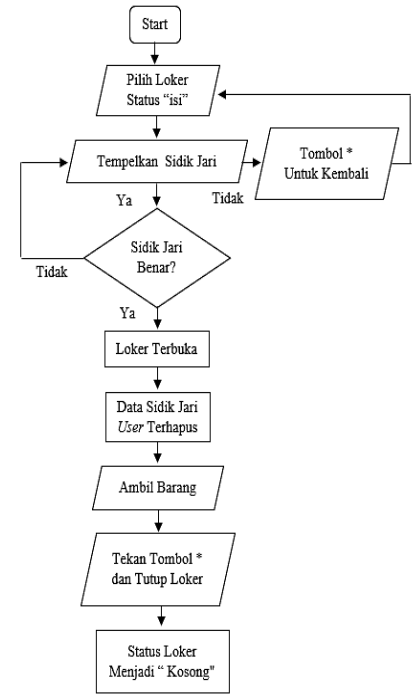 Start
Pilih Loker
Status “isi”
Tempelkan Sidik Jari
Tombol *
Untuk Kembali
Ya
Tidak
Sidik Jari
Benar?
Tidak
Ya
Loker Terbuka
Data Sidik Jari
User Terhapus
Ambil Barang
Tekan Tombol *
dan Tutup Loker
Status Loker
Menjadi “ Kosong"